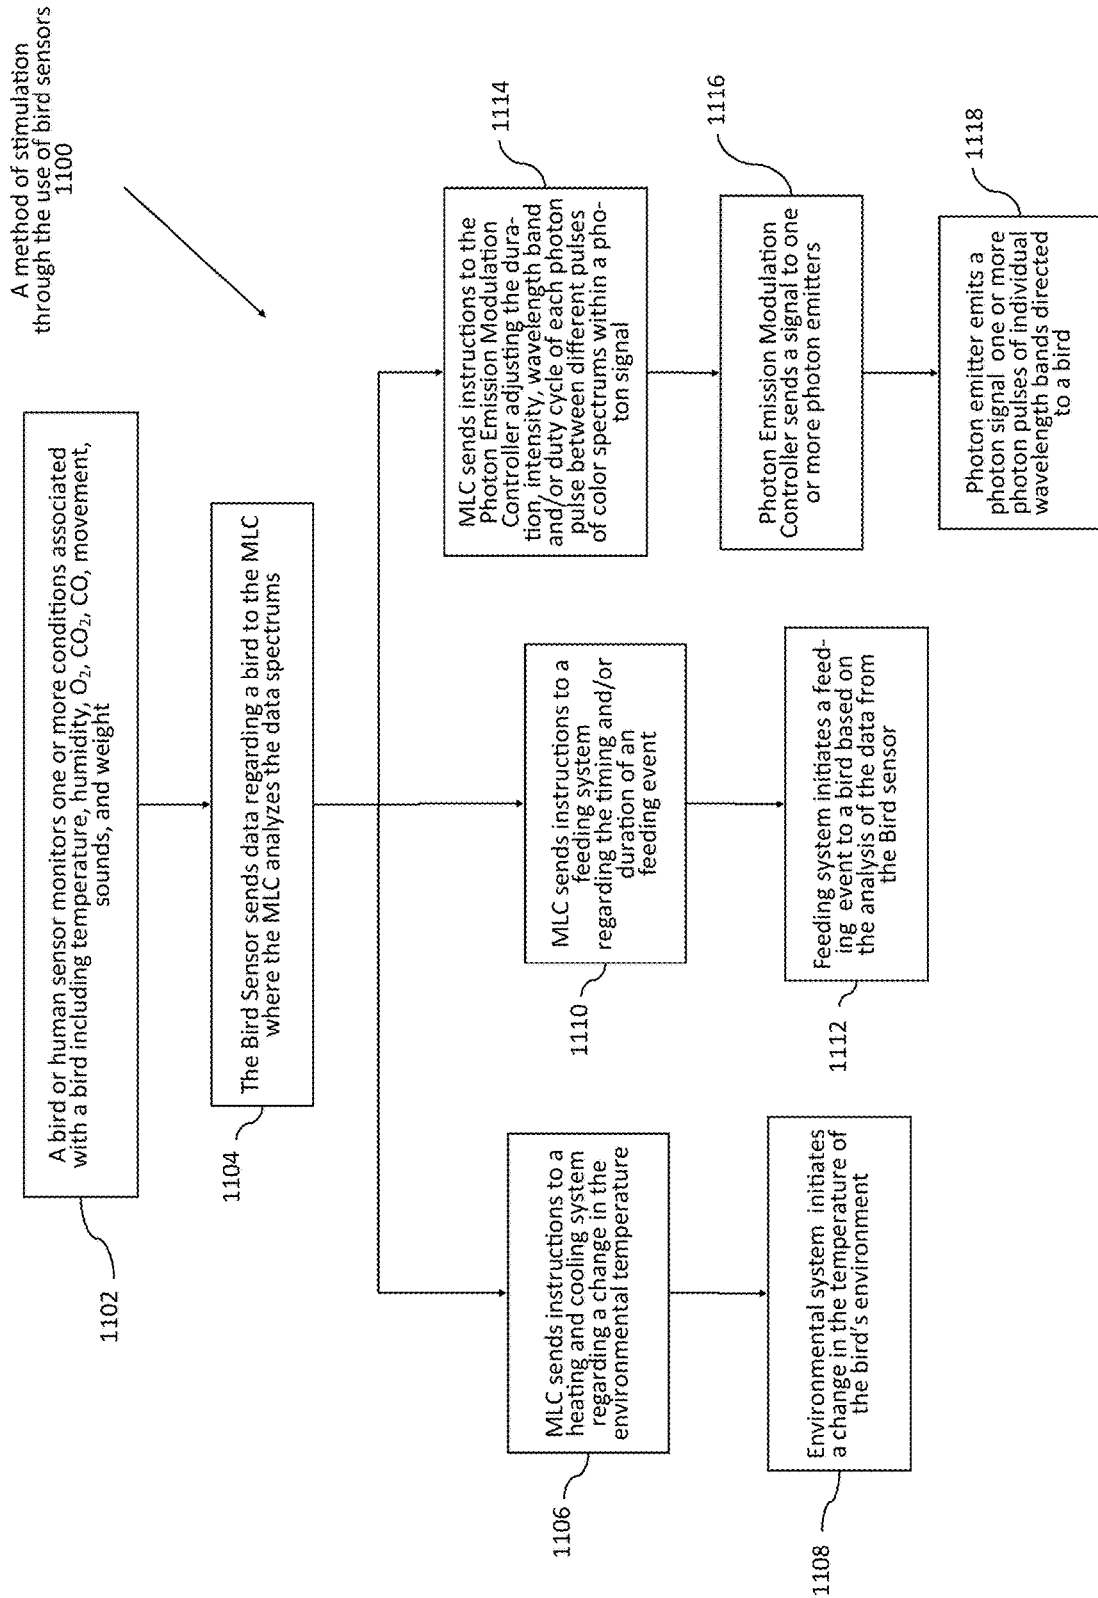 A method of stimulation
through the use of bird sensors
1100
A bird or human sensor monitors one or more conditions associated
with a bird including temperature, humidity, O₂, CO₂, CO, movement,
sounds, and weight
1102
The Bird Sensor sends data regarding a bird to the MLC
where the MLC analyzes the data spectrums
1104
MLC sends instructions to a
heating and cooling system
regarding a change in the
environmental temperature
1106
Environmental system initiates
a change in the temperature of
the bird's environment
1108
MLC sends instructions to a
feeding system
regarding the timing and/or
duration of an
feeding event
1110
Feeding system initiates a feed-
ing event to a bird based on
the analysis of the data from
the Bird sensor
1112
MLC sends instructions to the
Photon Emission Modulation
Controller adjusting the dura-
tion, intensity, wavelength band
and/or duty cycle of each photon
pulse between different pulses
of color spectrums within a pho-
ton signal
1114
Photon Emission Modulation
Controller sends a signal to one
or more photon emitters
1116
Photon emitter emits a
photon signal one or more
photon pulses of individual
wavelength bands directed
to a bird
1118